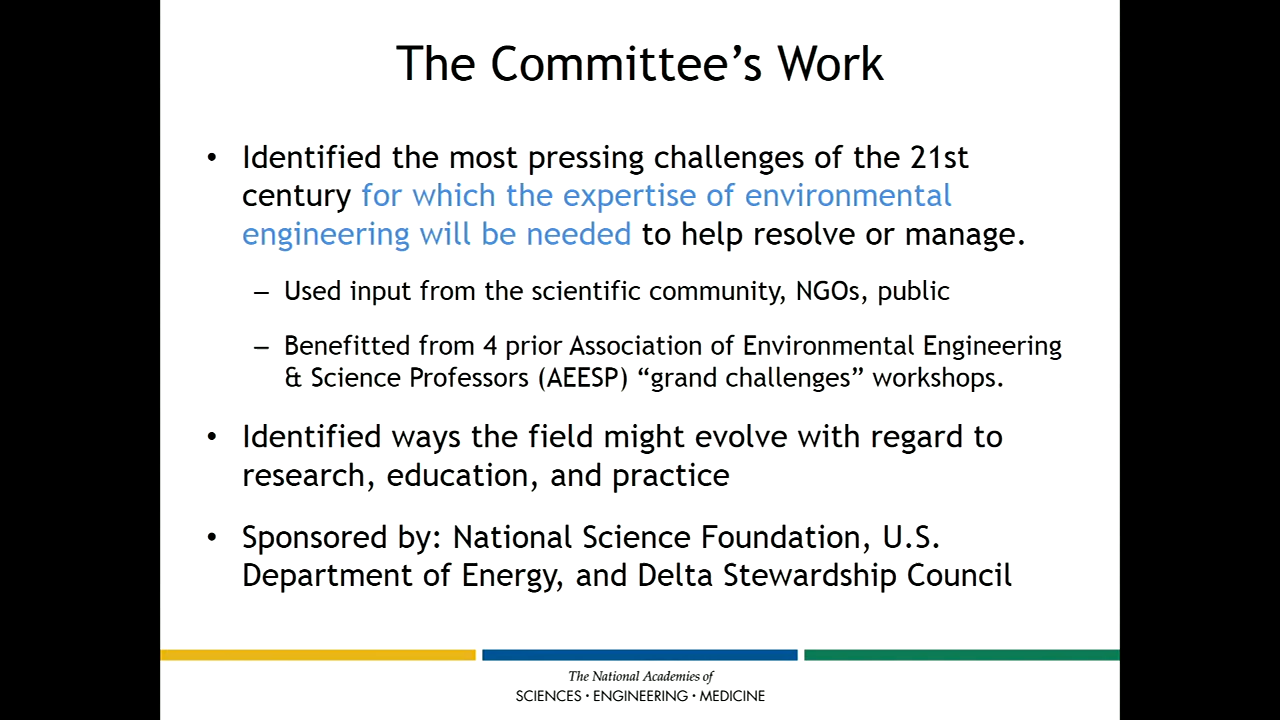 The Committee’s Work
• Identified the most pressing challenges of the 21st
century for which the expertise of environmental
engineering will be needed to help resolve or manage.
– Used input from the scientific community, NGOs, public
– Benefitted from 4 prior Association of Environmental Engineering
& Science Professors (AEESP) “grand challenges” workshops.
• Identified ways the field might evolve with regard to
research, education, and practice
• Sponsored by: National Science Foundation, U.S.
Department of Energy, and Delta Stewardship Council
The National Academies of
SCIENCES · ENGINEERING · MEDICINE